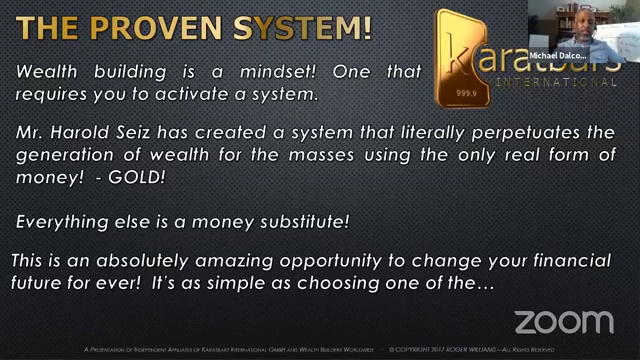 THE PROVEN SYSTEM!
Michael Dalco...
karatbars
INTERNATIONAL
999.9
Wealth building is a mindset! One that
requires you to activate a system.
Mr. Harold Seiz has created a system that literally perpetuates the
generation of wealth for the masses using the only real form of
money! - GOLD!
Everything else is a money substitute!
This is an absolutely amazing opportunity to change your financial
future for ever! It's as simple as choosing one of the...
zoom
A Presentation of Independent Affiliates of Karatbars International GmbH and Wealth Builders Worldwide - © COPYRIGHT 2017 ROGER WILLIAMS – All Rights Reserved